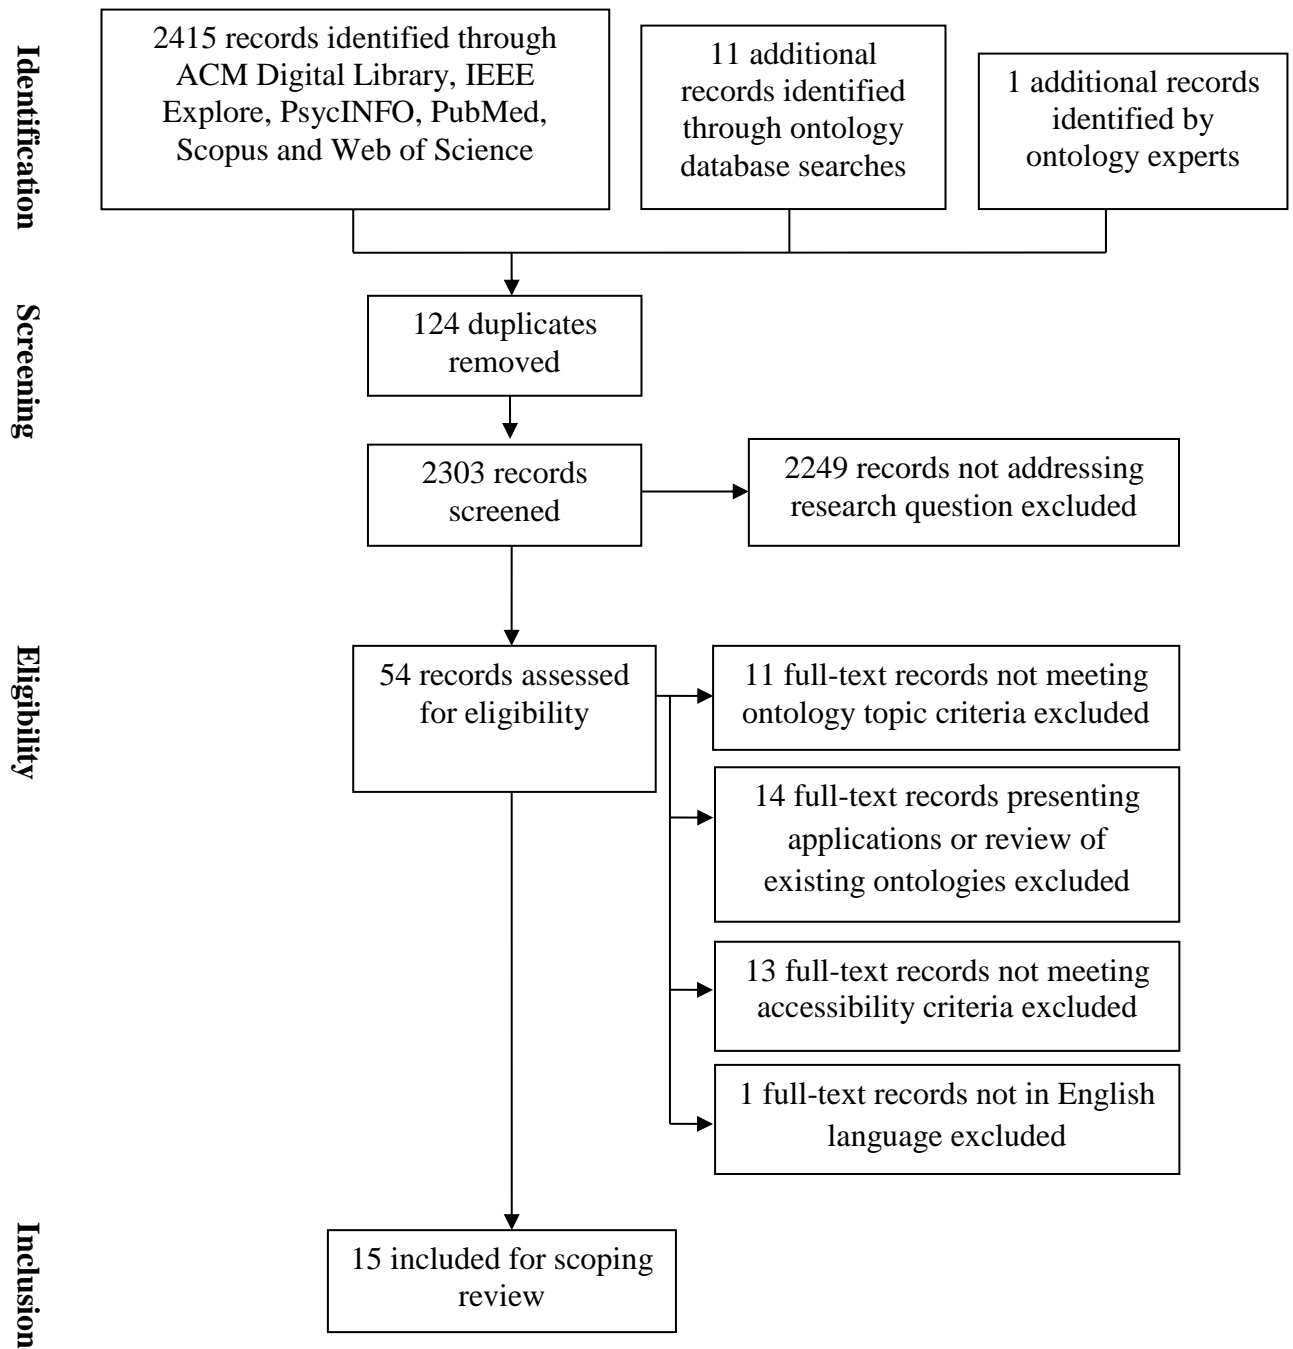 Identification
2415 records identified through
ACM Digital Library, IEEE
Explore, PsycINFO, PubMed,
Scopus and Web of Science
11 additional
records identified
through ontology
database searches
1 additional records
identified by
ontology experts
Screening
124 duplicates
removed
2303 records
screened
2249 records not addressing
research question excluded
Eligibility
54 records assessed
for eligibility
11 full-text records not meeting
ontology topic criteria excluded
14 full-text records presenting
applications or review of
existing ontologies excluded
13 full-text records not meeting
accessibility criteria excluded
1 full-text records not in English
language excluded
Inclusion
15 included for scoping
review